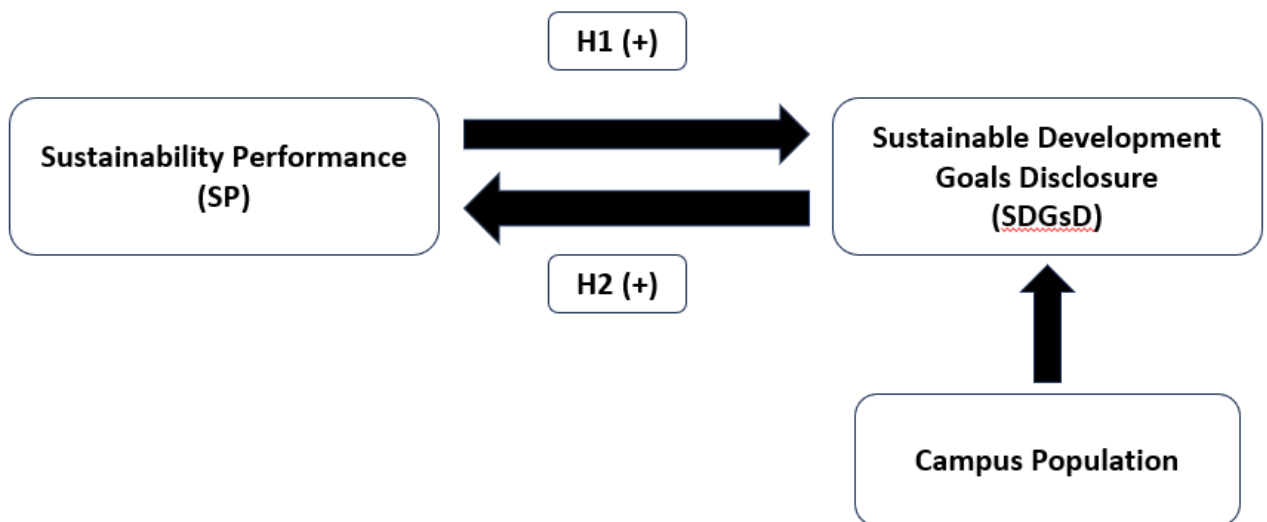 H1 (+)
Sustainability Performance
(SP)
Sustainable Development
Goals Disclosure
(SDGsD)
H2 (+)
Campus Population